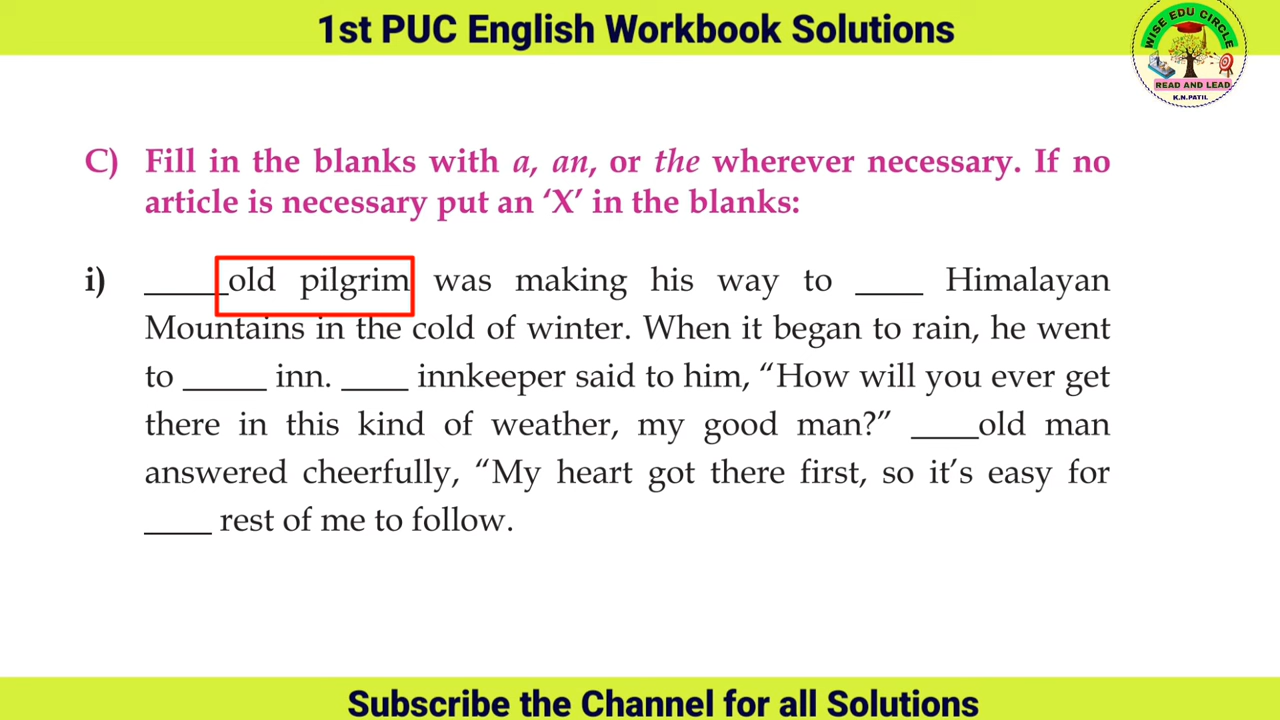 1st PUC English Workbook Solutions
WISE EDU CIRCLE
READ AND LEAD
K.N.PATIL
C) Fill in the blanks with a, an, or the wherever necessary. If no
article is necessary put an ‘X’ in the blanks:
i) _____old pilgrim was making his way to ____ Himalayan
Mountains in the cold of winter. When it began to rain, he went
to _____ inn. ____ innkeeper said to him, “How will you ever get
there in this kind of weather, my good man?” ____old man
answered cheerfully, “My heart got there first, so it’s easy for
____ rest of me to follow.
Subscribe the Channel for all Solutions